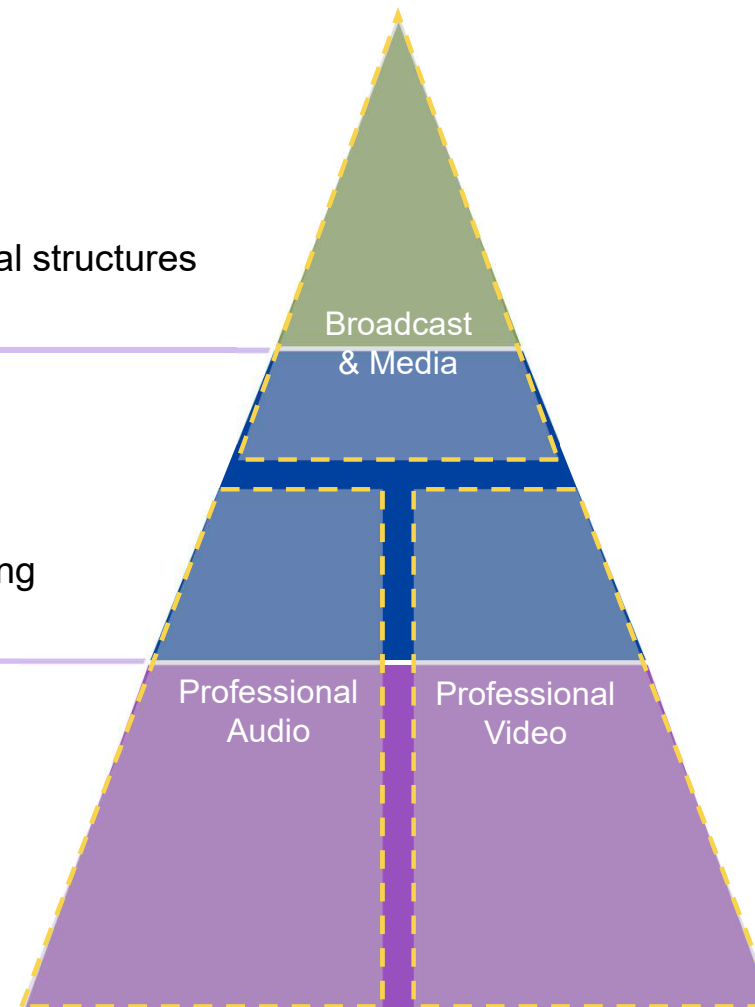 al structures
Broadcast
& Media
ng
Professional
Audio
Professional
Video